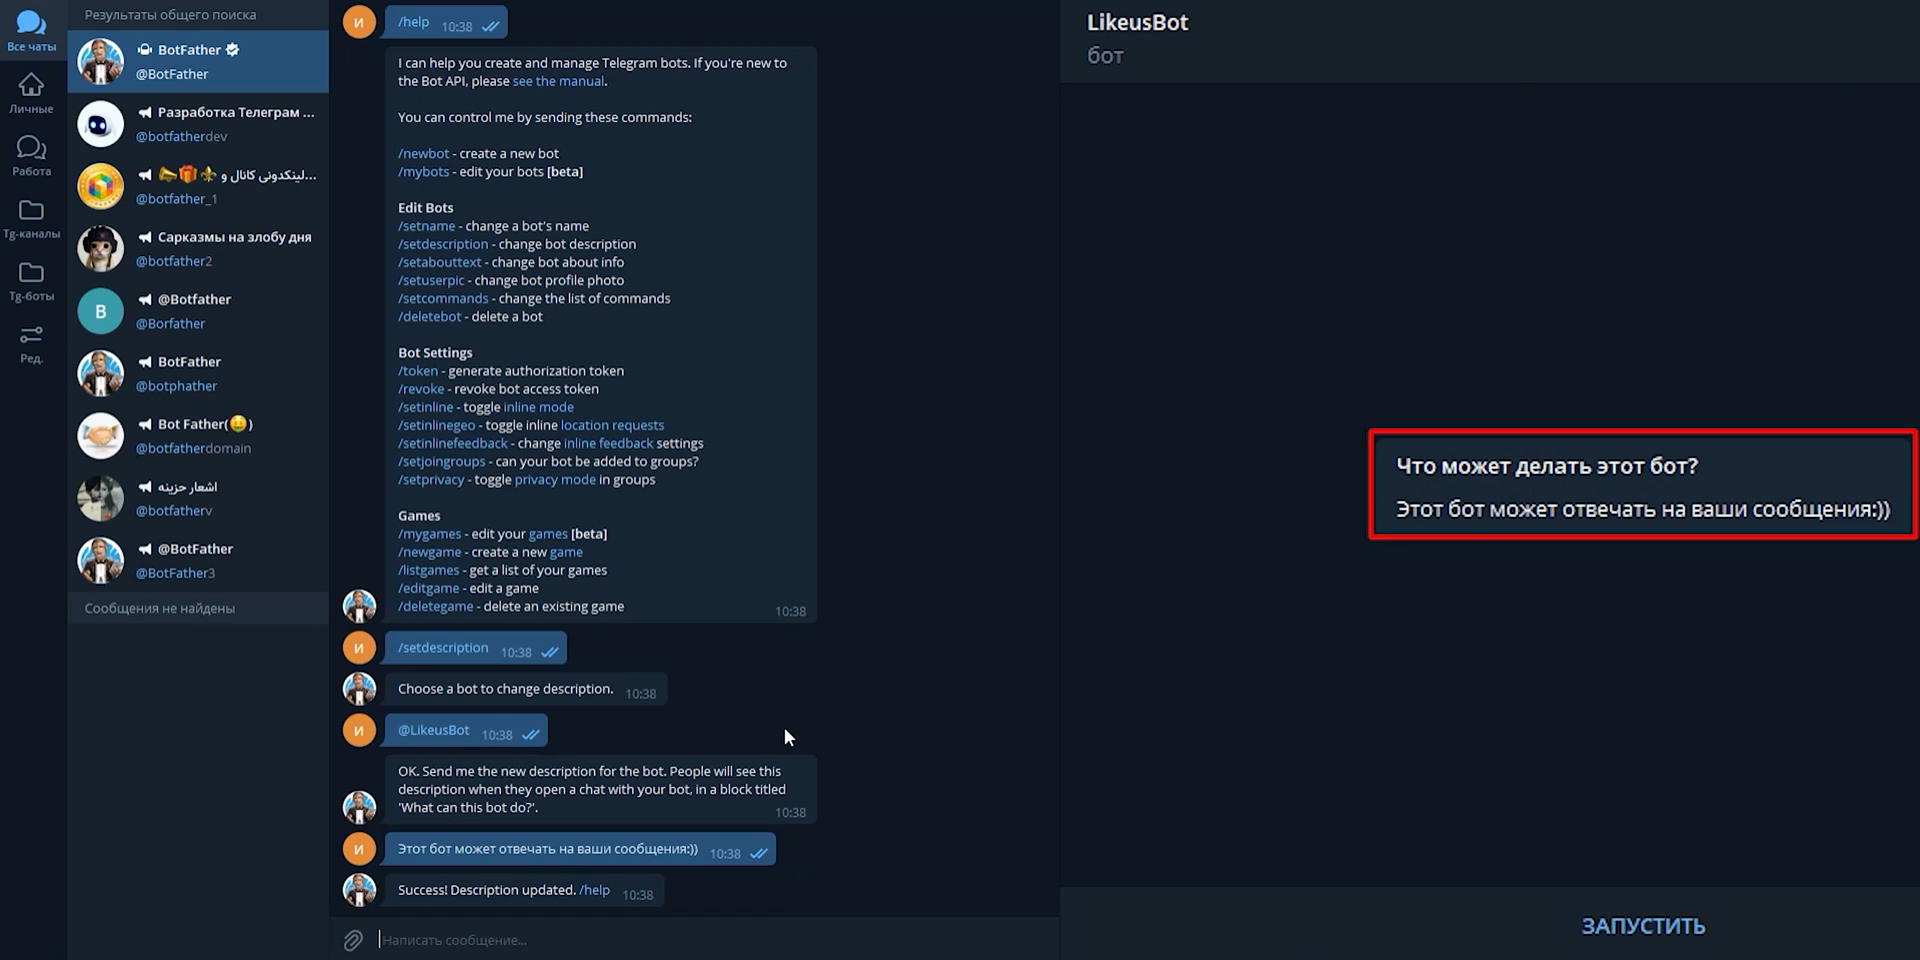 Все чаты
Личные
Работа
Tg-каналы
Tg-боты
Ред.
Результаты общего поиска
BotFather
@BotFather
Разработка Телеграм ...
@botfatherdev
لینکدونی کانال و...
@botfather_1
Сарказмы на злобу дня
@botfather2
B
@Botfather
@Borfather
BotFather
@botphather
Bot Father(🤑)
@botfatherdomain
اشعار حزینه
@botfatherv
@BotFather
@BotFather3
Сообщения не найдены
И
/help 10:38
I can help you create and manage Telegram bots. If you're new to
the Bot API, please see the manual.
You can control me by sending these commands:
/newbot - create a new bot
/mybots - edit your bots [beta]
Edit Bots
/setname - change a bot's name
/setdescription - change bot description
/setabouttext - change bot about info
/setuserpic - change bot profile photo
/setcommands - change the list of commands
/deletebot - delete a bot
Bot Settings
/token - generate authorization token
/revoke - revoke bot access token
/setinline - toggle inline mode
/setinlinegeo - toggle inline location requests
/setinlinefeedback - change inline feedback settings
/setjoingroups - can your bot be added to groups?
/setprivacy - toggle privacy mode in groups
Games
/mygames - edit your games [beta]
/newgame - create a new game
/listgames - get a list of your games
/editgame - edit a game
/deletegame - delete an existing game
10:38
И
/setdescription 10:38
Choose a bot to change description. 10:38
И
@LikeusBot 10:38
OK. Send me the new description for the bot. People will see this
description when they open a chat with your bot, in a block titled
'What can this bot do?'.
10:38
И
Этот бот может отвечать на ваши сообщения:)) 10:38
Success! Description updated. /help 10:38
Написать сообщение...
LikeusBot
бот
Что может делать этот бот?
Этот бот может отвечать на ваши сообщения:))
ЗАПУСТИТЬ